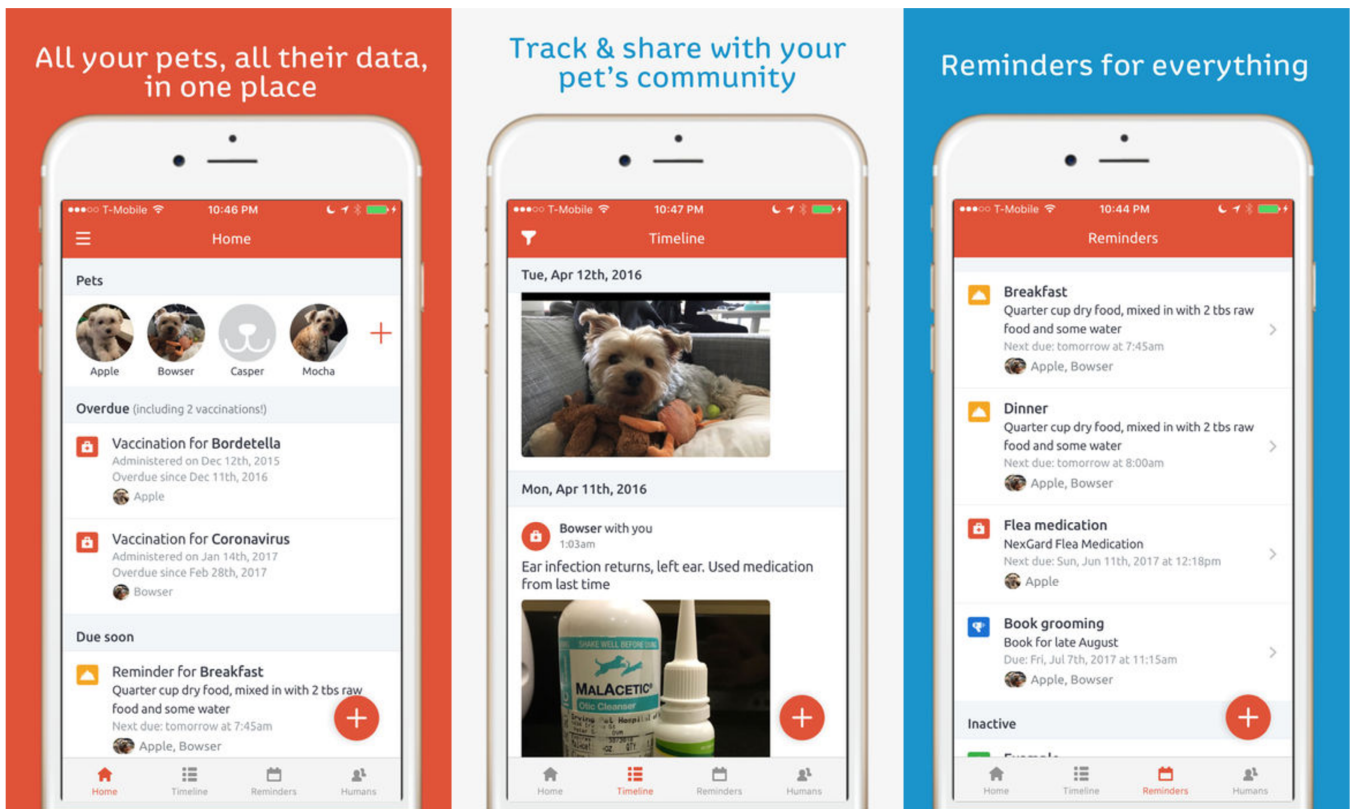 All your pets, all their data,
in one place
T-Mobile 10:46 PM
Home
Pets
Apple Bowser Casper Mocha
Overdue (including 2 vaccinations!)
Vaccination for Bordetella
Administered on Dec 12th, 2015
Overdue since Dec 11th, 2016
Apple
Vaccination for Coronavirus
Administered on Jan 14th, 2017
Overdue since Feb 28th, 2017
Bowser
Due soon
Reminder for Breakfast
Quarter cup dry food, mixed in with 2 tbs raw
food and some water
Next due: tomorrow at 7:45am
Apple, Bowser
Home Timeline Reminders Humans
Track & share with your
pet's community
T-Mobile 10:47 PM
Timeline
Tue, Apr 12th, 2016
Mon, Apr 11th, 2016
Bowser with you
1:03am
Ear infection returns, left ear. Used medication
from last time
SHAKE WELL BEFORE
MALACETIC®
Otic Cleanser
Irving Pet Hospital
Home Timeline Reminders Humans
Reminders for everything
T-Mobile 10:44 PM
Reminders
Breakfast
Quarter cup dry food, mixed in with 2 tbs raw
food and some water
Next due: tomorrow at 7:45am
Apple, Bowser
Dinner
Quarter cup dry food, mixed in with 2 tbs raw
food and some water
Next due: tomorrow at 8:00am
Apple, Bowser
Flea medication
NexGard Flea Medication
Next due: Sun, Jun 11th, 2017 at 12:18pm
Apple
Book grooming
Book for late August
Due: Fri, Jul 7th, 2017 at 11:15am
Apple, Bowser
Inactive
Home Timeline Reminders Humans